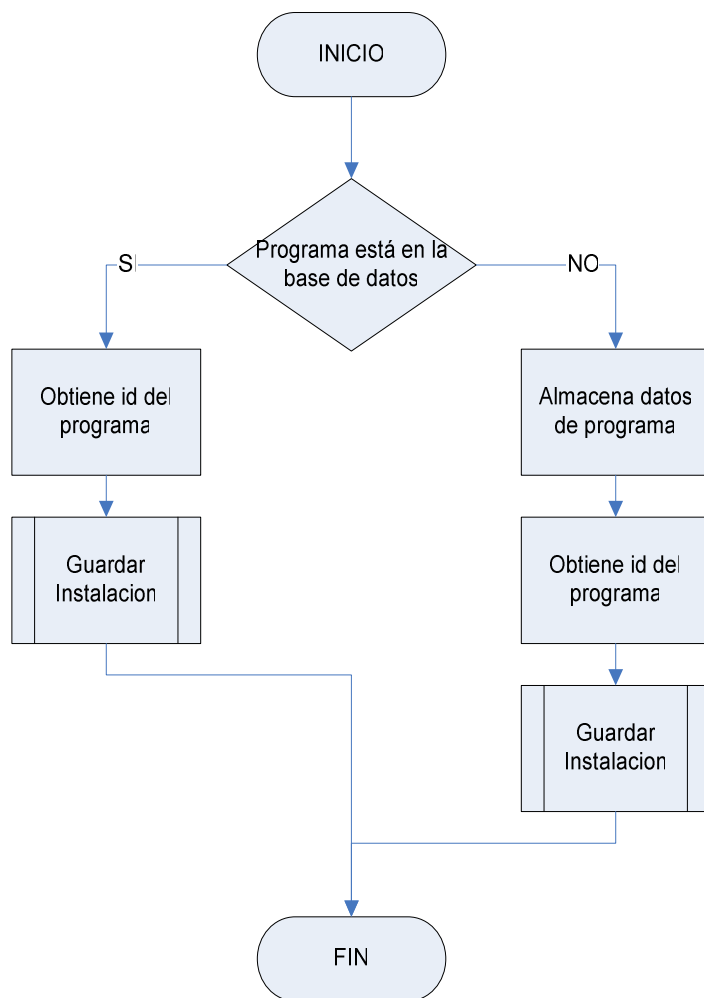 INICIO
Programa está en la
base de datos
SI
NO
Obtiene id del
programa
Almacena datos
de programa
Guardar
Instalacion
Obtiene id del
programa
Guardar
Instalacion
FIN